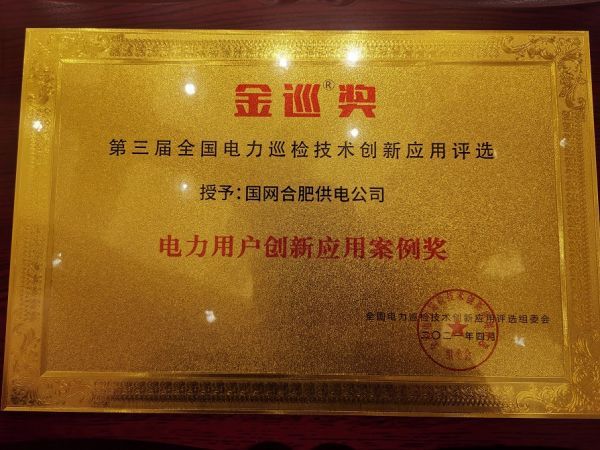 金巡®奖
第三届全国电力巡检技术创新应用评选
授予:国网合肥供电公司
电力用户创新应用案例奖
全国电力巡检技术创新应用评选组委会
二〇二一年四月
组委会